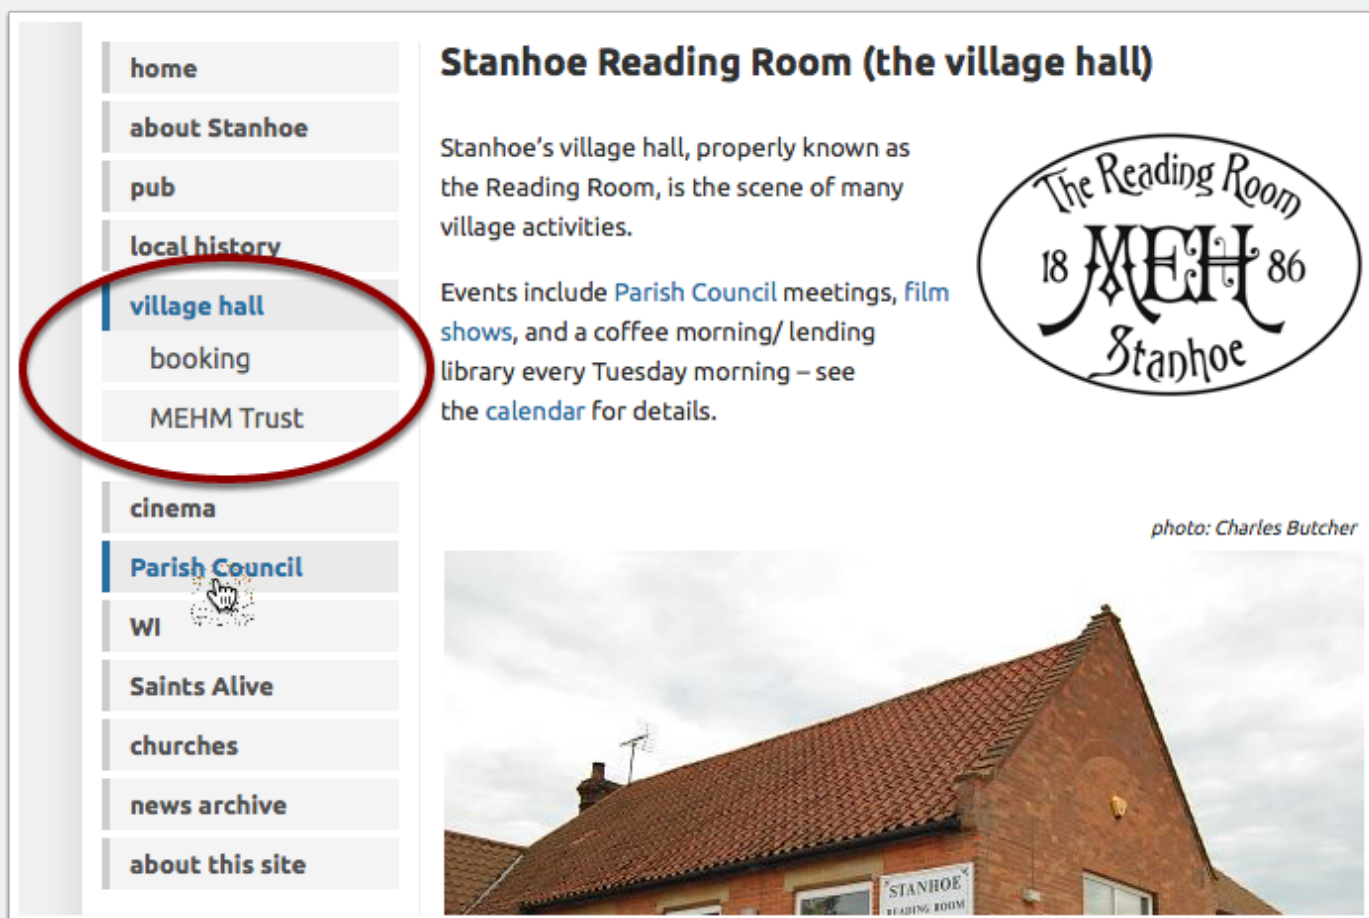 home
about Stanhoe
pub
local history
village hall
booking
MEHM Trust
cinema
Parish Council
WI
Saints Alive
churches
news archive
about this site
Stanhoe Reading Room (the village hall)
Stanhoe’s village hall, properly known as
the Reading Room, is the scene of many
village activities.
Events include Parish Council meetings, film
shows, and a coffee morning/ lending
library every Tuesday morning – see
the calendar for details.
The Reading Room
18 MEH 86
Stanhoe
photo: Charles Butcher
STANHOE
READING ROOM